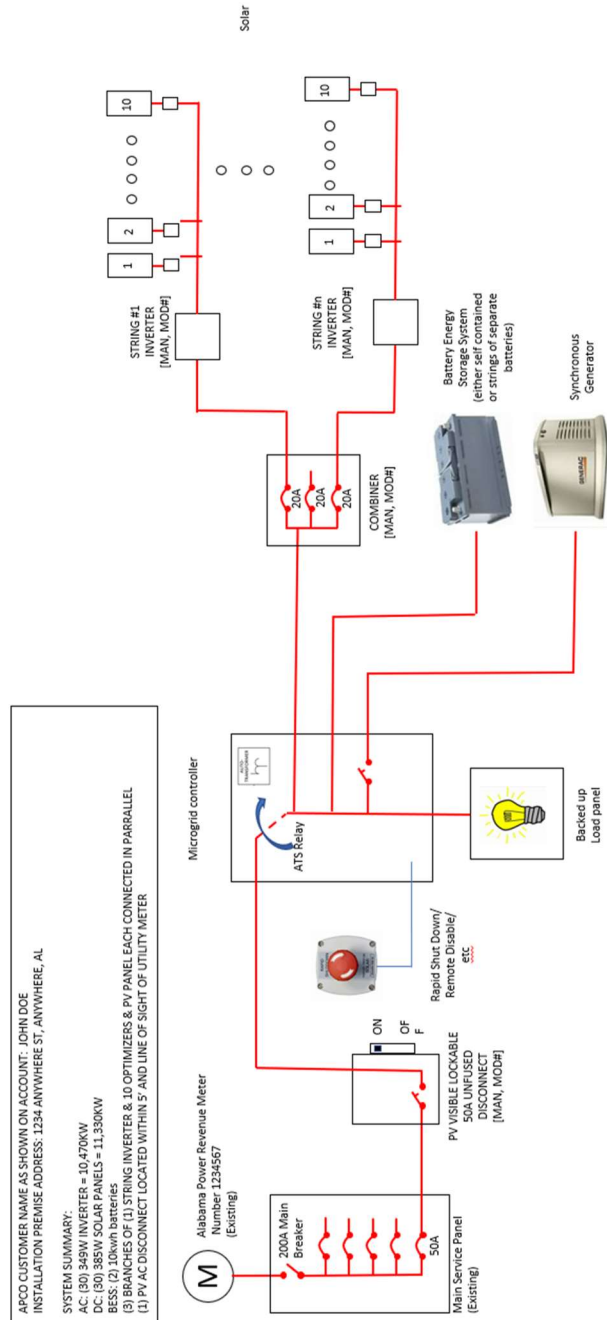 APCO CUSTOMER NAME AS SHOWN ON ACCOUNT: JOHN DOE
INSTALLATION PREMISE ADDRESS: 1234 ANYWHERE ST, ANYWHERE, AL
SYSTEM SUMMARY:
AC: (30) 349W INVERTER = 10,470KW
DC: (30) 385W SOLAR PANELS = 11,330KW
BESS: (2) 10kwh batteries
(3) BRANCHES OF (1) STRING INVERTER & 10 OPTIMIZERS & PV PANEL EACH CONNECTED IN PARRALLEL
(1) PV AC DISCONNECT LOCATED WITHIN 5' AND LINE OF SIGHT OF UTILITY METER
M
Alabama Power Revenue Meter
Number 1234567
(Existing)
200A Main
Breaker
50A
Main Service Panel
(Existing)
ON
OF
F
PV VISIBLE LOCKABLE
50A UNFUSED
DISCONNECT
[MAN, MOD#]
Rapid Shut Down/
Remote Disable/
etc
Microgrid controller
AUTO-
TRANSFORMER
ATS Relay
Backed up
Load panel
20A
20A
20A
COMBINER
[MAN, MOD#]
STRING #1
INVERTER
[MAN, MOD#]
1
2
10
STRING #n
INVERTER
[MAN, MOD#]
1
2
10
Solar
Battery Energy
Storage System
(either self contained
or strings of separate
batteries)
Synchronous
Generator
GENERAC